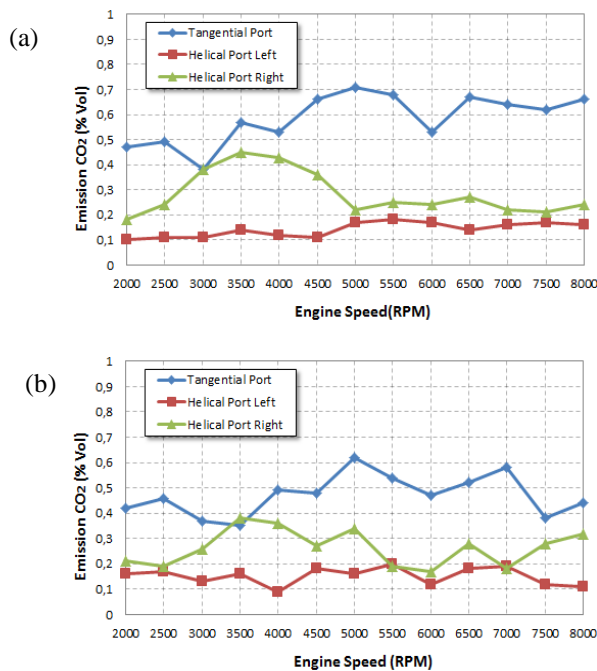 (a)
Tangential Port
Helical Port Left
Helical Port Right
Emission CO2 (% Vol)
1
0,9
0,8
0,7
0,6
0,5
0,4
0,3
0,2
0,1
0
2000 2500 3000 3500 4000 4500 5000 5500 6000 6500 7000 7500 8000
Engine Speed(RPM)
(b)
Tangential Port
Helical Port Left
Helical Port Right
Emission CO2 (% Vol)
1
0,9
0,8
0,7
0,6
0,5
0,4
0,3
0,2
0,1
0
2000 2500 3000 3500 4000 4500 5000 5500 6000 6500 7000 7500 8000
Engine Speed (RPM)